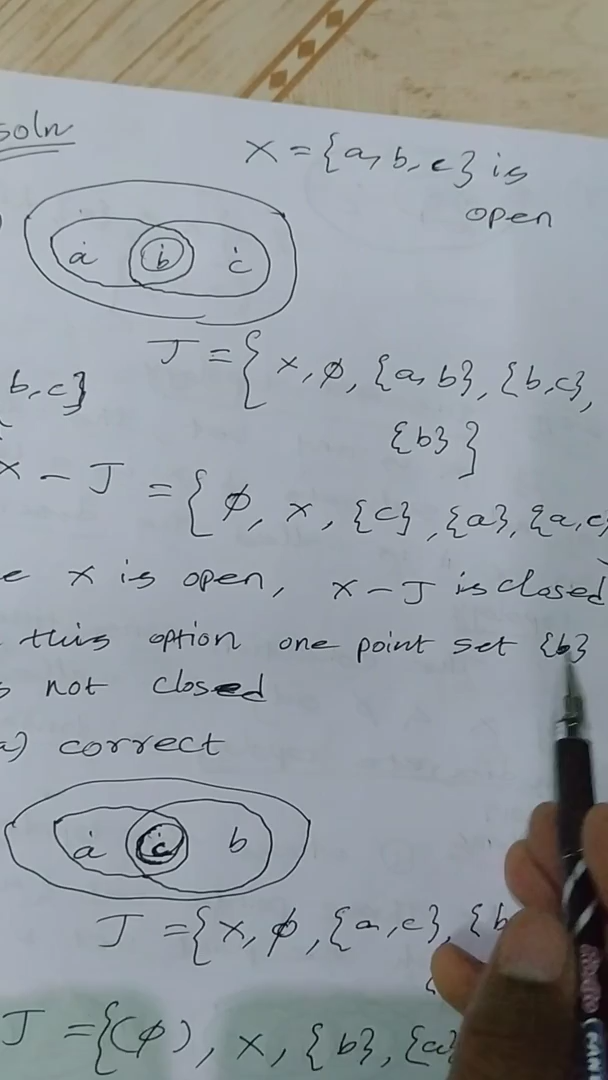 soln
X = {a, b, c} is
open
a b c
J = {X, φ, {a, b}, {b, c},
b, c}
{b}}
X - J = {φ, X, {c}, {a}, {a, c}
e X is open, X - J is closed
this option one point set {b}
s not closed
a) correct
a c b
J = {X, φ, {a, c}, {b
J = {(φ), X, {b}, {a}